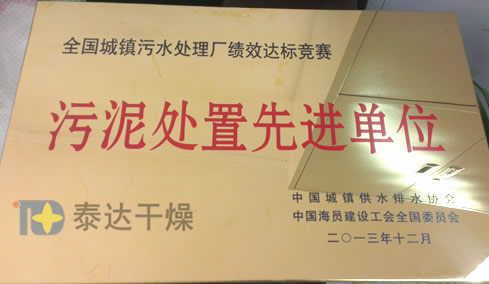 全国城镇污水处理厂绩效达标竞赛
污泥处置先进单位
中国城镇供水排水协会
中国海员建设工会全国委员会
二〇一三年十二月
泰达干燥